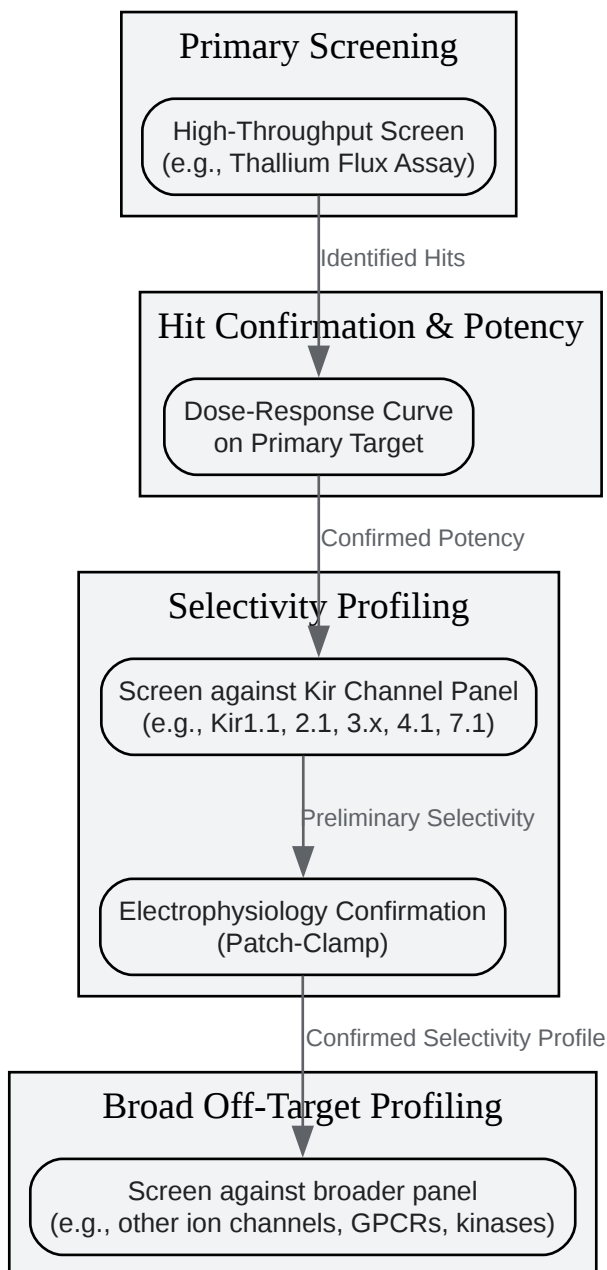 Primary Screening
High-Throughput Screen
(e.g., Thallium Flux Assay)
Identified Hits
Hit Confirmation & Potency
Dose-Response Curve
on Primary Target
Confirmed Potency
Selectivity Profiling
Screen against Kir Channel Panel
(e.g., Kir1.1, 2.1, 3.x, 4.1, 7.1)
Preliminary Selectivity
Electrophysiology Confirmation
(Patch-Clamp)
Confirmed Selectivity Profile
Broad Off-Target Profiling
Screen against broader panel
(e.g., other ion channels, GPCRs, kinases)